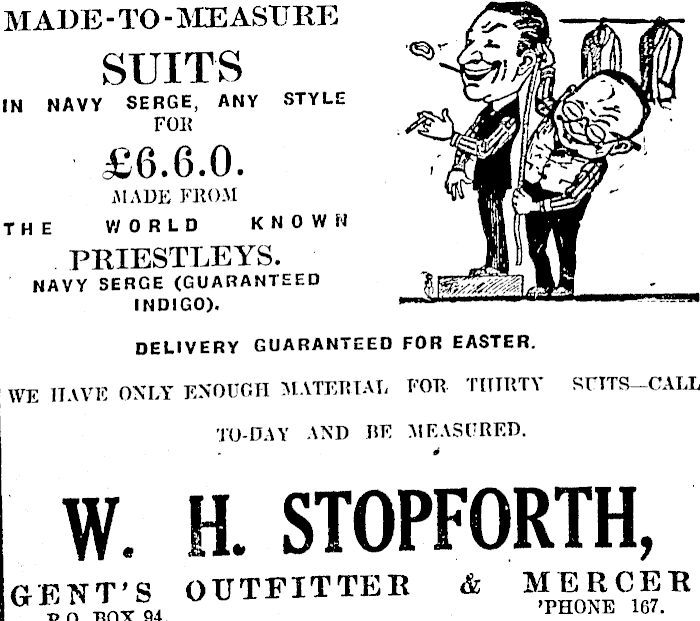 MADE-TO-MEASURE
SUITS
IN NAVY SERGE, ANY STYLE
FOR
£6.6.0.
MADE FROM
THE WORLD KNOWN
PRIESTLEYS.
NAVY SERGE (GUARANTEED
INDIGO).
DELIVERY GUARANTEED FOR EASTER.
WE HAVE ONLY ENOUGH MATERIAL FOR THIRTY SUITS—CALL
TO-DAY AND BE MEASURED.
W. H. STOPFORTH,
GENT'S OUTFITTER & MERCER
P.O. BOX 94.
'PHONE 167.